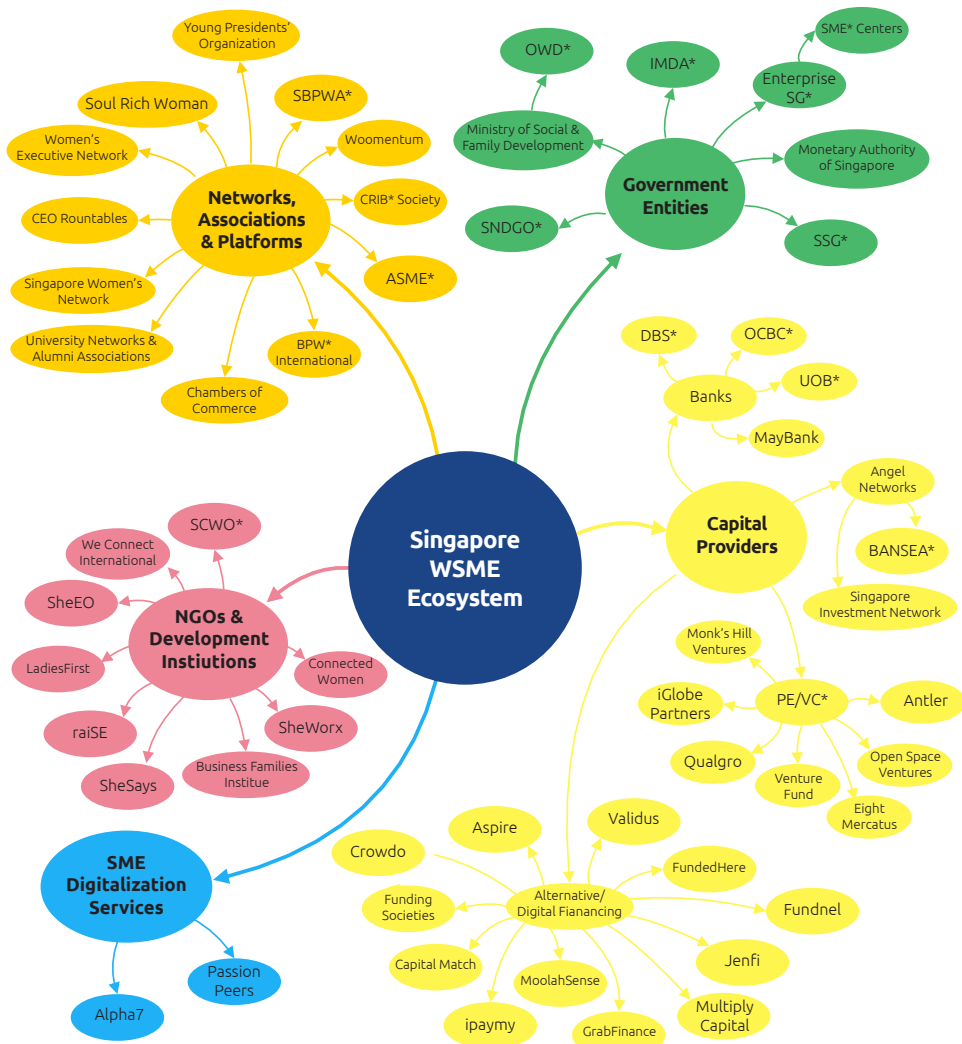 Young Presidents'
Organization
Soul Rich Woman
SBPWA*
Women's
Executive Network
Woomentum
CEO Rountables
Networks,
Associations
& Platforms
CRIB* Society
Singapore Women's
Network
ASME*
University Networks &
Alumni Associations
BPW*
International
Chambers of
Commerce
OWD*
IMDA*
SME* Centers
Enterprise
SG*
Ministry of Social &
Family Development
Monetary Authority
of Singapore
Government
Entities
SNDGO*
SSG*
DBS*
OCBC*
Banks
UOB*
MayBank
Angel
Networks
Capital
Providers
BANSEA*
Singapore
Investment Network
Singapore
WSME
Ecosystem
SCWO*
We Connect
International
SheEO
NGOs &
Development
Instiutions
LadiesFirst
Connected
Women
raiSE
SheWorx
SheSays
Business Families
Institue
Monk's Hill
Ventures
iGlobe
Partners
PE/VC*
Antler
Qualgro
Venture
Fund
Open Space
Ventures
Eight
Mercatus
SME
Digitalization
Services
Passion
Peers
Alpha7
Crowdo
Aspire
Validus
Funding
Societies
Alternative/
Digital Fianancing
FundedHere
Fundnel
Capital Match
MoolahSense
Jenfi
ipaymy
GrabFinance
Multiply
Capital